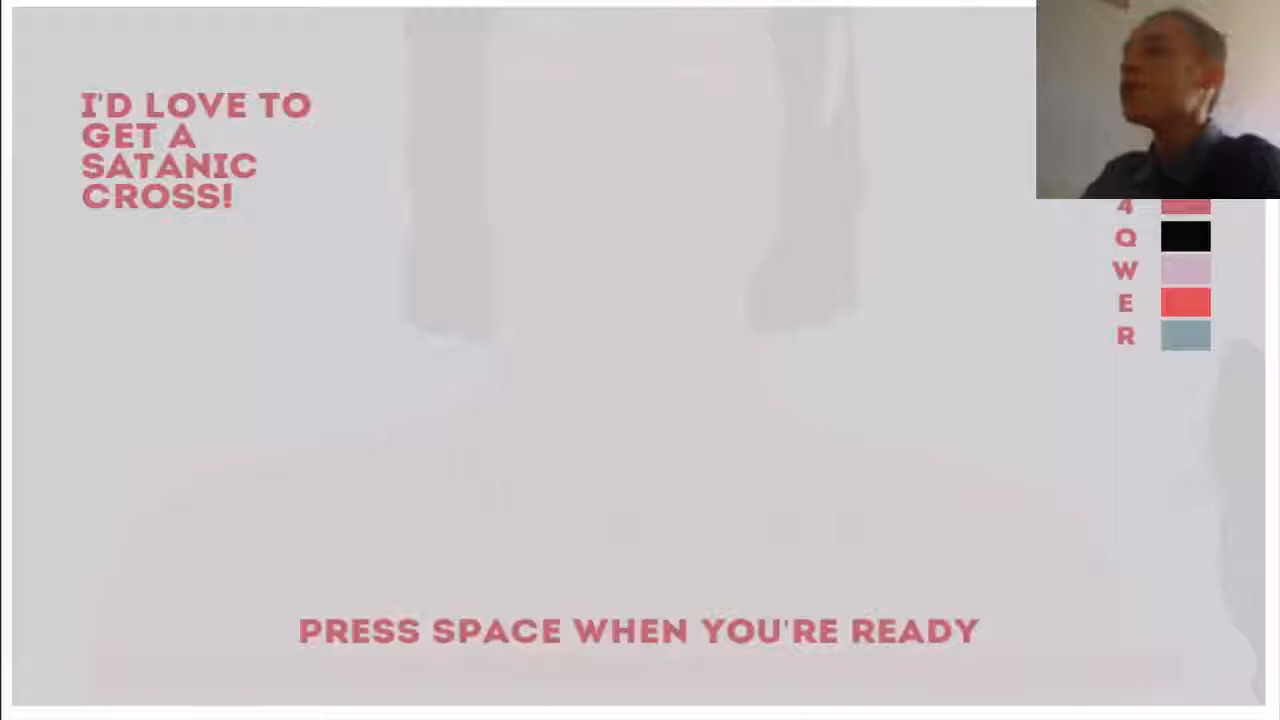 I'D LOVE TO
GET A
SATANIC
CROSS!
4
Q
W
E
R
PRESS SPACE WHEN YOU'RE READY